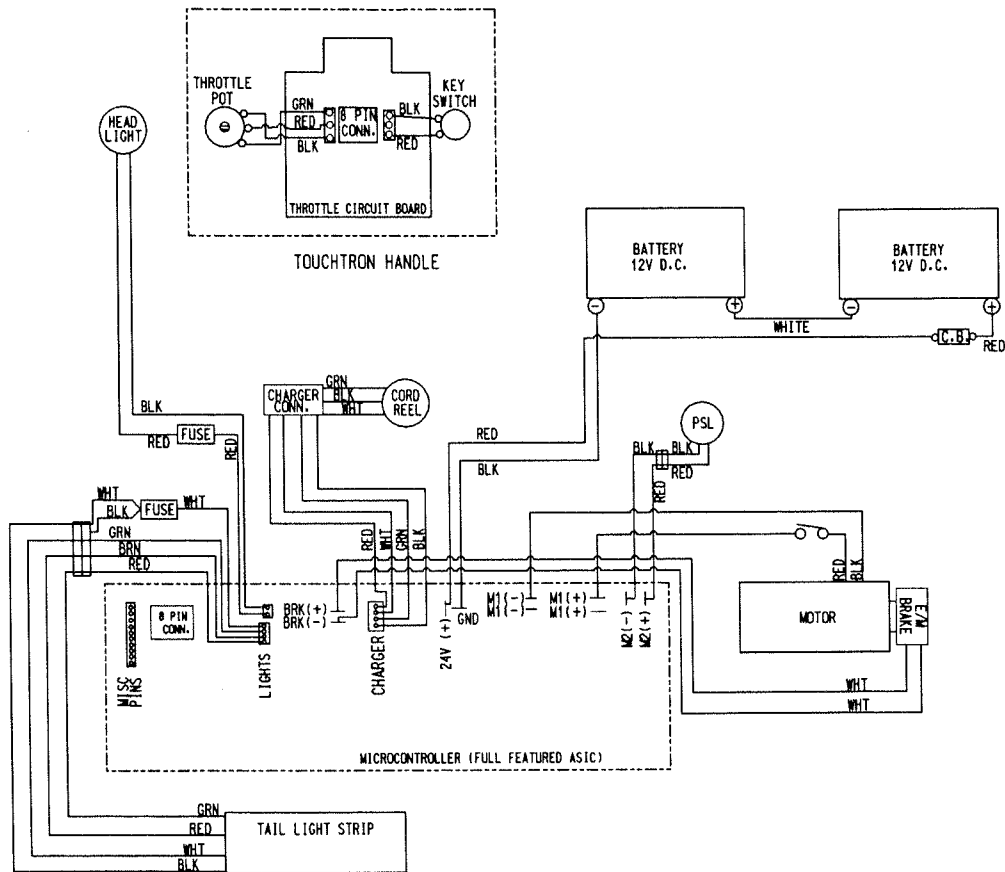 THROTTLE
POT
GRN
RED
BLK
8 PIN
CONN.
BLK
RED
KEY
SWITCH
THROTTLE CIRCUIT BOARD
TOUCHTRON HANDLE
HEAD
LIGHT
BATTERY
12V D.C.
BATTERY
12V D.C.
-
+
-
+
WHITE
C.B.
RED
CHARGER
CONN.
GRN
BLK
WHT
CORD
REEL
BLK
RED
FUSE
RED
RED
BLK
PSL
BLK
BLK
RED
RED
WHT
BLK
FUSE
WHT
GRN
BRN
RED
RED
WHT
GRN
BLK
RED
BLK
MISC
PINS
8 PIN
CONN.
LIGHTS
BRK(+)
BRK(-)
CHARGER
24V (+)
GND
M1(-)
M1(-)
M1(+)
M1(+)
M2(-)
M2(+)
MOTOR
E/M
BRAKE
WHT
WHT
MICROCONTROLLER (FULL FEATURED ASIC)
GRN
RED
WHT
BLK
TAIL LIGHT STRIP